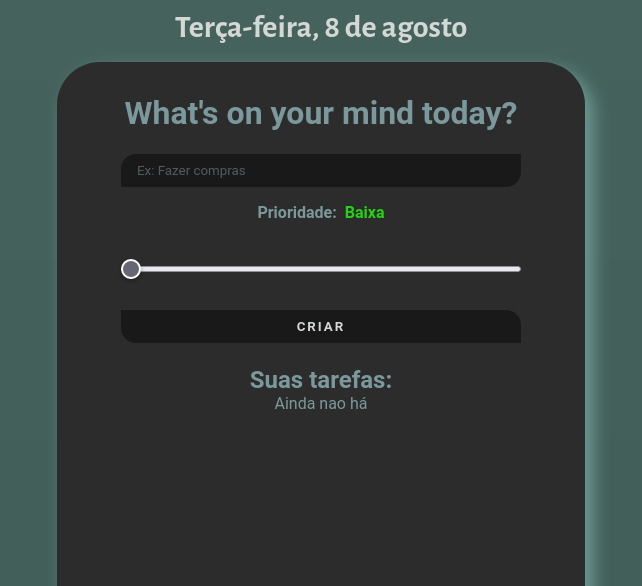 Terça-feira, 8 de agosto
What's on your mind today?
Ex: Fazer compras
Prioridade: Baixa
CRIAR
Suas tarefas:
Ainda nao há